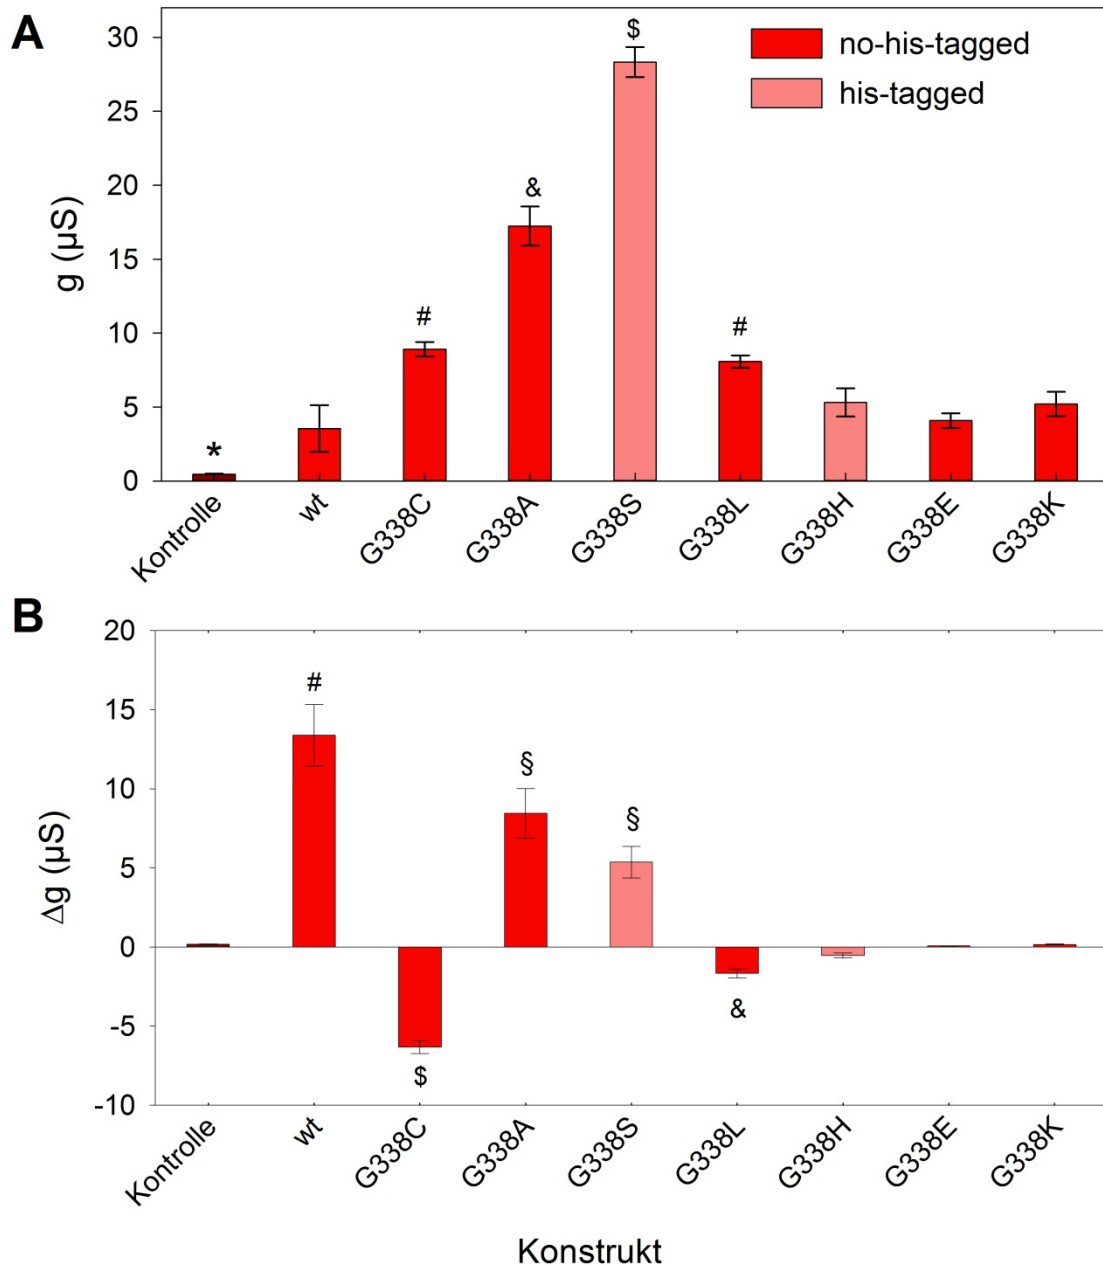 A
30
25
20
15
10
5
0
g (µS)
no-his-tagged
his-tagged
*
#
&
$
#
Kontrolle
wt
G338C
G338A
G338S
G338L
G338H
G338E
G338K
B
20
15
10
5
0
-5
-10
Δg (µS)
#
$
§
§
&
Kontrolle
wt
G338C
G338A
G338S
G338L
G338H
G338E
G338K
Konstrukt